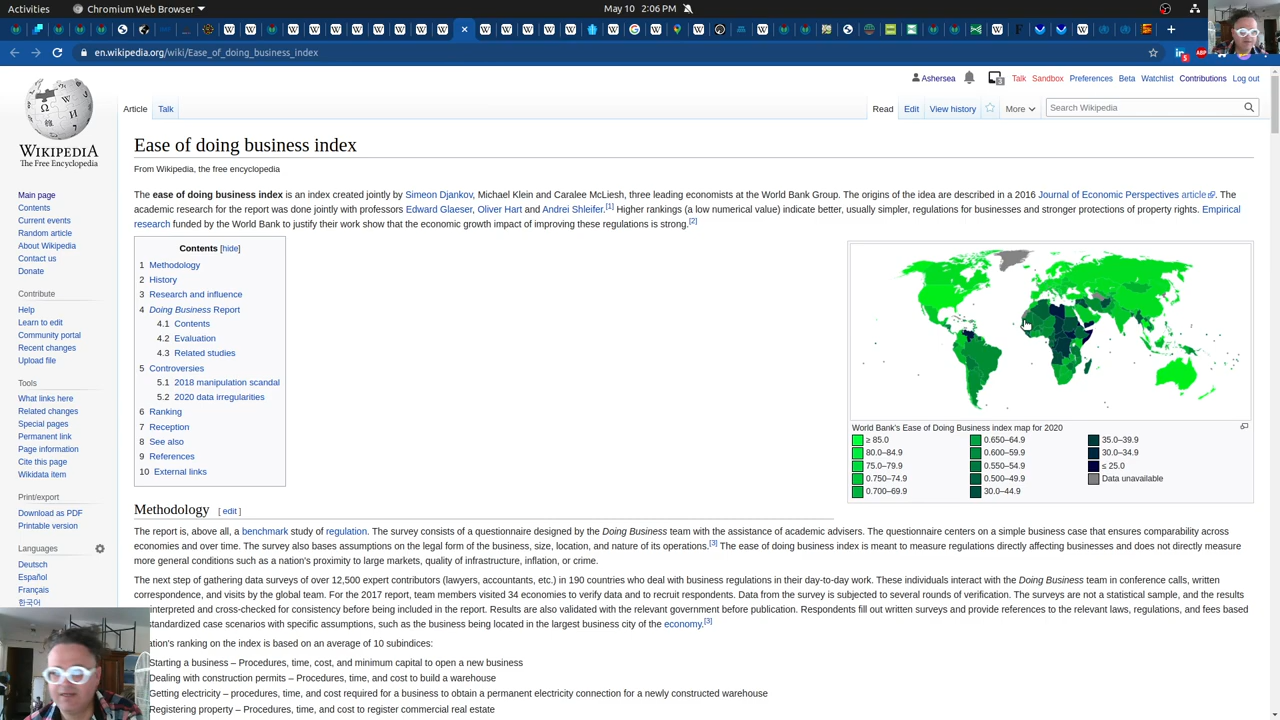 Activities
Chromium Web Browser
May 10 2:06 PM
en.wikipedia.org/wiki/Ease_of_doing_business_index
Ashersea
3
Talk
Sandbox
Preferences
Beta
Watchlist
Contributions
Log out
Article
Talk
Read
Edit
View history
More
Search Wikipedia
WIKIPEDIA
The Free Encyclopedia
Main page
Contents
Current events
Random article
About Wikipedia
Contact us
Donate
Contribute
Help
Learn to edit
Community portal
Recent changes
Upload file
Tools
What links here
Related changes
Special pages
Permanent link
Page information
Cite this page
Wikidata item
Print/export
Download as PDF
Printable version
Languages
Deutsch
Español
Français
한국어
Ease of doing business index
From Wikipedia, the free encyclopedia
The ease of doing business index is an index created jointly by Simeon Djankov, Michael Klein and Caralee McLiesh, three leading economists at the World Bank Group. The origins of the idea are described in a 2016 Journal of Economic Perspectives article. The
academic research for the report was done jointly with professors Edward Glaeser, Oliver Hart and Andrei Shleifer.[1] Higher rankings (a low numerical value) indicate better, usually simpler, regulations for businesses and stronger protections of property rights. Empirical
research funded by the World Bank to justify their work show that the economic growth impact of improving these regulations is strong.[2]
Contents [hide]
1 Methodology
2 History
3 Research and influence
4 Doing Business Report
4.1 Contents
4.2 Evaluation
4.3 Related studies
5 Controversies
5.1 2018 manipulation scandal
5.2 2020 data irregularities
6 Ranking
7 Reception
8 See also
9 References
10 External links
World Bank's Ease of Doing Business index map for 2020
≥ 85.0
80.0–84.9
75.0–79.9
0.750–74.9
0.700–69.9
0.650–64.9
0.600–59.9
0.550–54.9
0.500–49.9
30.0–44.9
35.0–39.9
30.0–34.9
≤ 25.0
Data unavailable
Methodology [ edit ]
The report is, above all, a benchmark study of regulation. The survey consists of a questionnaire designed by the Doing Business team with the assistance of academic advisers. The questionnaire centers on a simple business case that ensures comparability across
economies and over time. The survey also bases assumptions on the legal form of the business, size, location, and nature of its operations.[3] The ease of doing business index is meant to measure regulations directly affecting businesses and does not directly measure
more general conditions such as a nation's proximity to large markets, quality of infrastructure, inflation, or crime.
The next step of gathering data surveys of over 12,500 expert contributors (lawyers, accountants, etc.) in 190 countries who deal with business regulations in their day-to-day work. These individuals interact with the Doing Business team in conference calls, written
correspondence, and visits by the global team. For the 2017 report, team members visited 34 economies to verify data and to recruit respondents. Data from the survey is subjected to several rounds of verification. The surveys are not a statistical sample, and the results
interpreted and cross-checked for consistency before being included in the report. Results are also validated with the relevant government before publication. Respondents fill out written surveys and provide references to the relevant laws, regulations, and fees based
standardized case scenarios with specific assumptions, such as the business being located in the largest business city of the economy.[3]
ation's ranking on the index is based on an average of 10 subindices:
Starting a business – Procedures, time, cost, and minimum capital to open a new business
Dealing with construction permits – Procedures, time, and cost to build a warehouse
Getting electricity – procedures, time, and cost required for a business to obtain a permanent electricity connection for a newly constructed warehouse
Registering property – Procedures, time, and cost to register commercial real estate